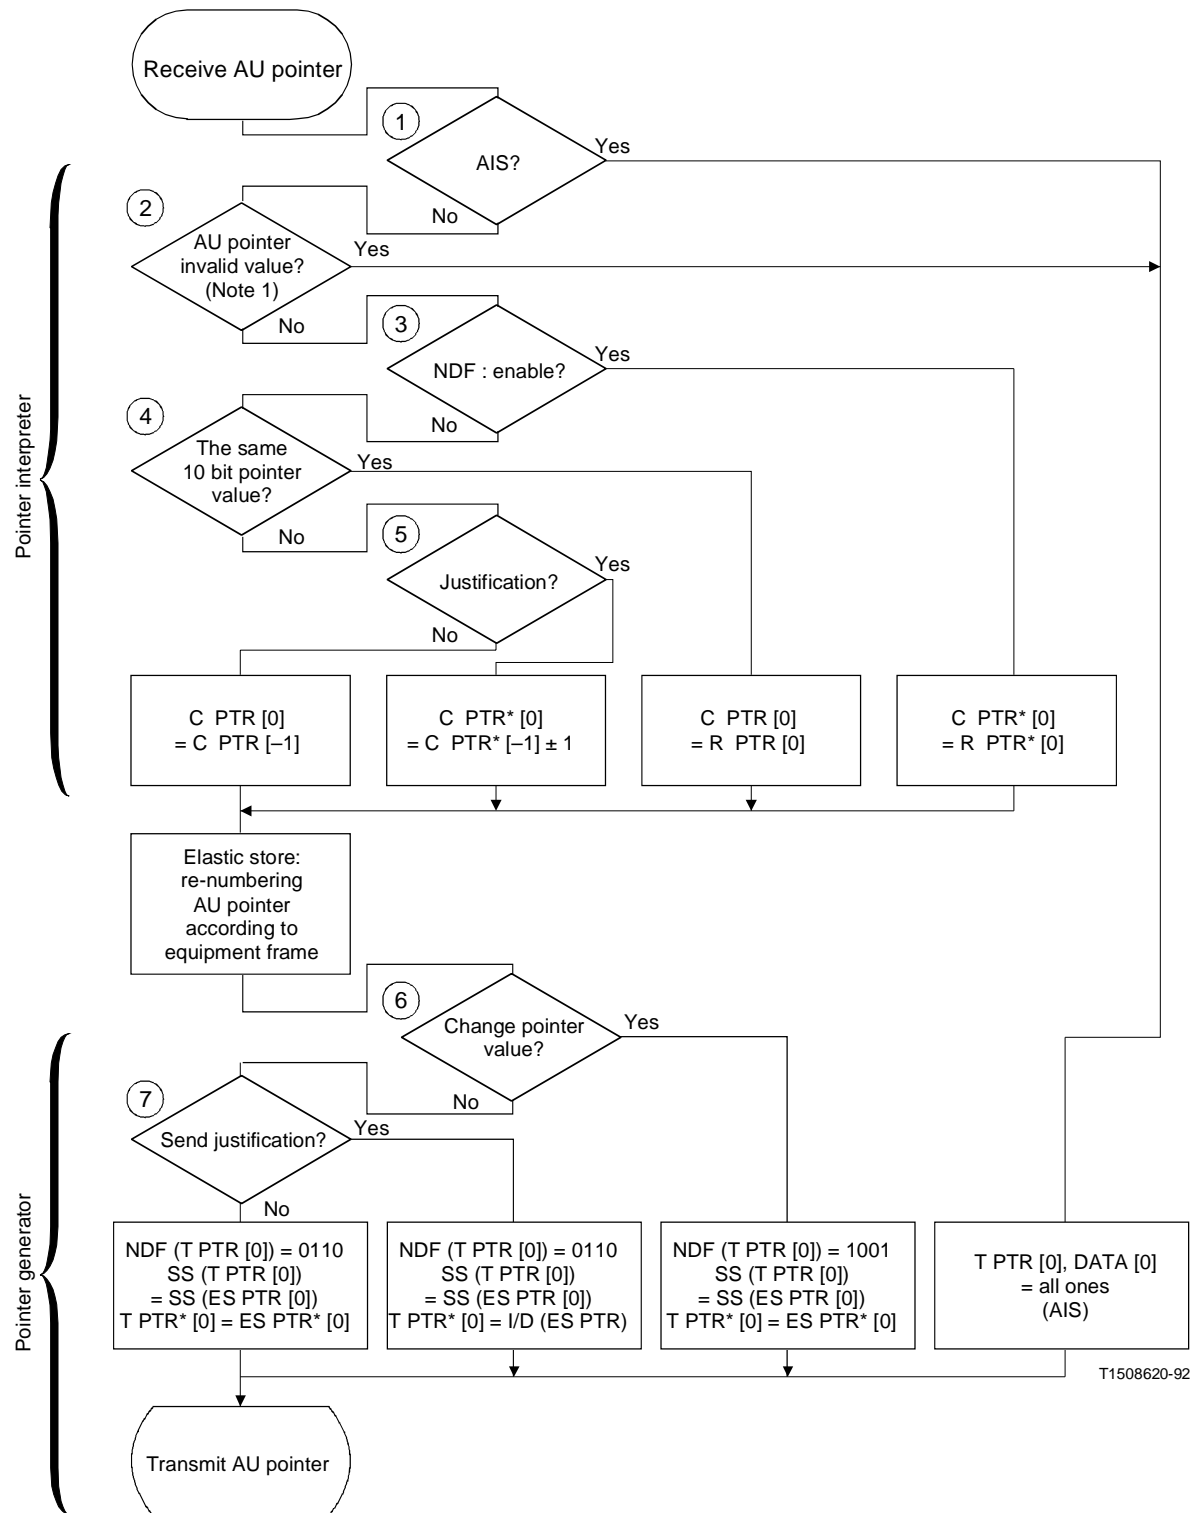 Receive AU pointer
1
AIS?
Yes
No
2
AU pointer
invalid value?
(Note 1)
Yes
No
3
NDF : enable?
Yes
No
4
The same
10 bit pointer
value?
Yes
No
5
Justification?
Yes
No
Pointer interpreter
C PTR [0]
= C PTR [–1]
C PTR* [0]
= C PTR* [–1] ± 1
C PTR [0]
= R PTR [0]
C PTR* [0]
= R PTR* [0]
Elastic store:
re-numbering
AU pointer
according to
equipment frame
6
Change pointer
value?
Yes
No
7
Send justification?
Yes
No
Pointer generator
NDF (T PTR [0]) = 0110
SS (T PTR [0])
= SS (ES PTR [0])
T PTR* [0] = ES PTR* [0]
NDF (T PTR [0]) = 0110
SS (T PTR [0])
= SS (ES PTR [0])
T PTR* [0] = I/D (ES PTR)
NDF (T PTR [0]) = 1001
SS (T PTR [0])
= SS (ES PTR [0])
T PTR* [0] = ES PTR* [0]
T PTR [0], DATA [0]
= all ones
(AIS)
T1508620-92
Transmit AU pointer